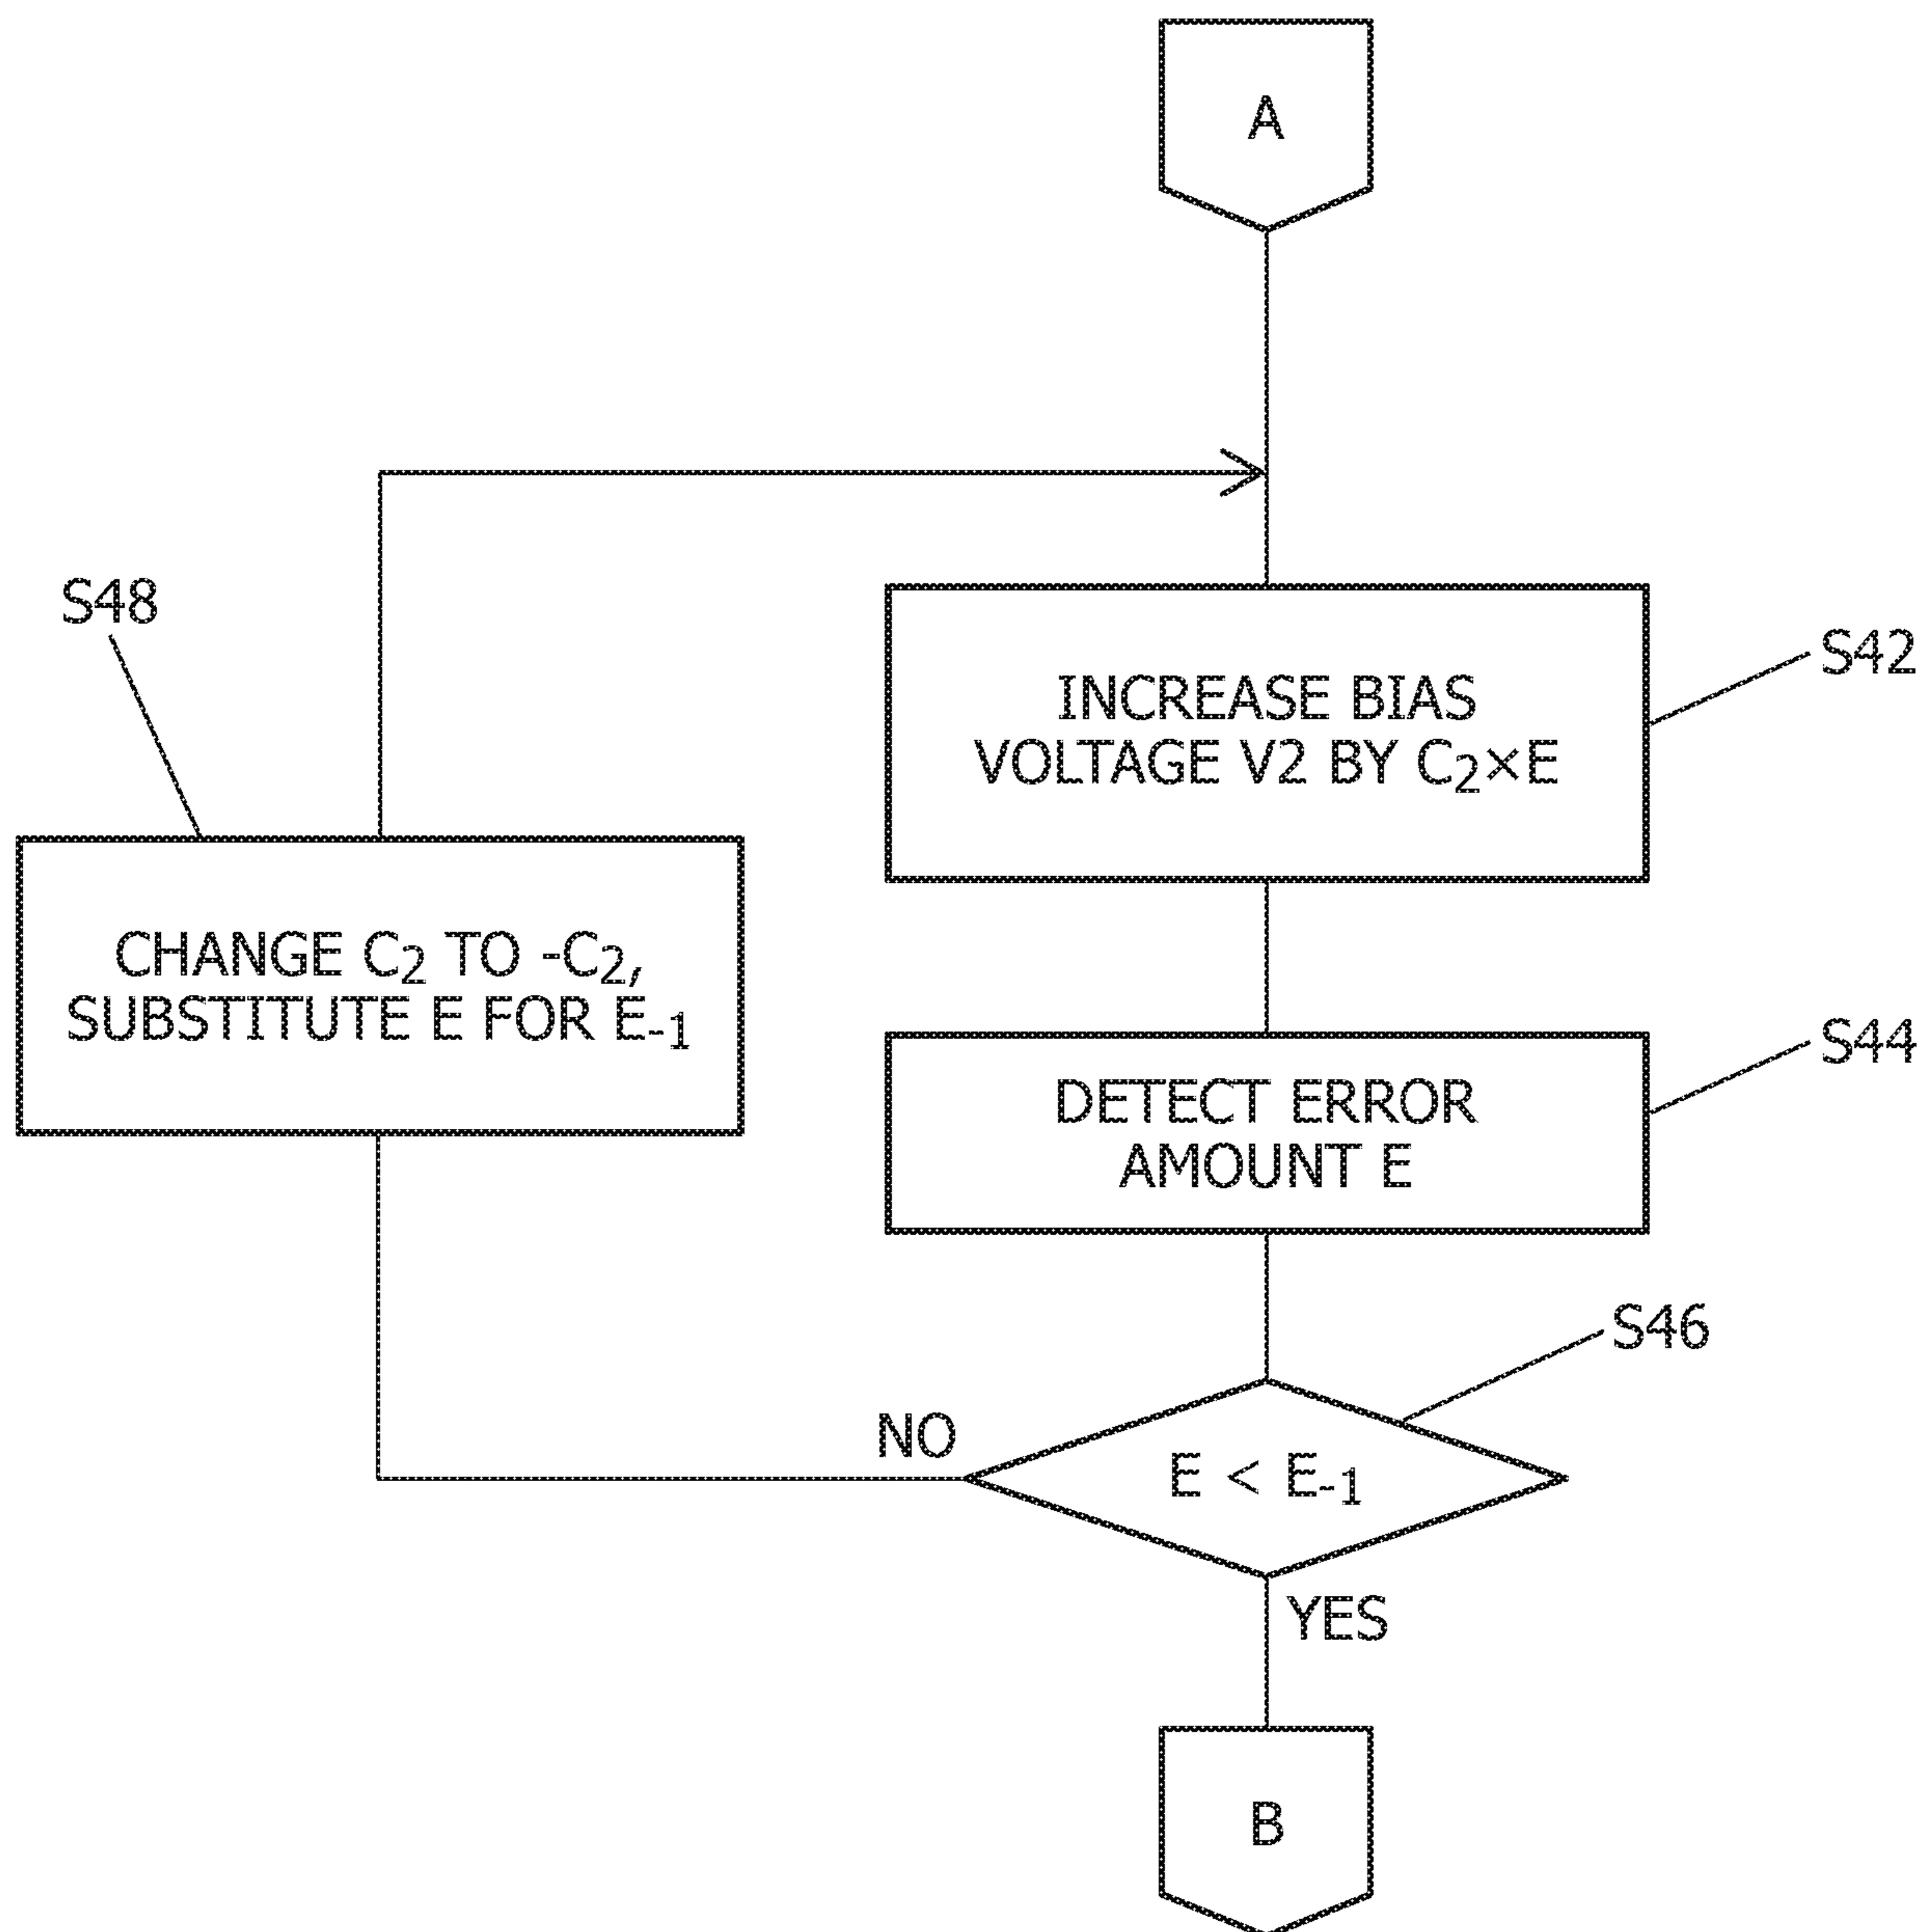 A
S48
S42
INCREASE BIAS
VOLTAGE V2 BY C₂×E
CHANGE C₂ TO -C₂,
SUBSTITUTE E FOR E₋₁
S44
DETECT ERROR
AMOUNT E
S46
NO
E < E₋₁
YES
B